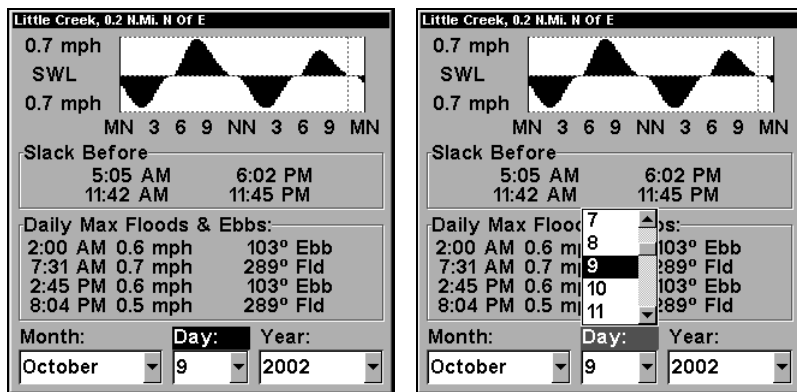 Little Creek, 0.2 N.Mi. N Of E
0.7 mph
SWL
0.7 mph
MN 3 6 9 NN 3 6 9 MN
Slack Before
5:05 AM 6:02 PM
11:42 AM 11:45 PM
Daily Max Floods & Ebbs:
2:00 AM 0.6 mph 103º Ebb
7:31 AM 0.7 mph 289º Fld
2:45 PM 0.6 mph 103º Ebb
8:04 PM 0.5 mph 289º Fld
Month: Day: Year:
October 9 2002
Little Creek, 0.2 N.Mi. N Of E
0.7 mph
SWL
0.7 mph
MN 3 6 9 NN 3 6 9 MN
Slack Before
5:05 AM 6:02 PM
11:42 AM 11:45 PM
Daily Max Floo bs:
2:00 AM 0.6 m 103º Ebb
7:31 AM 0.7 m 289º Fld
2:45 PM 0.6 m 103º Ebb
8:04 PM 0.5 m 289º Fld
7
8
9
10
11
Month: Day: Year:
October 9 2002